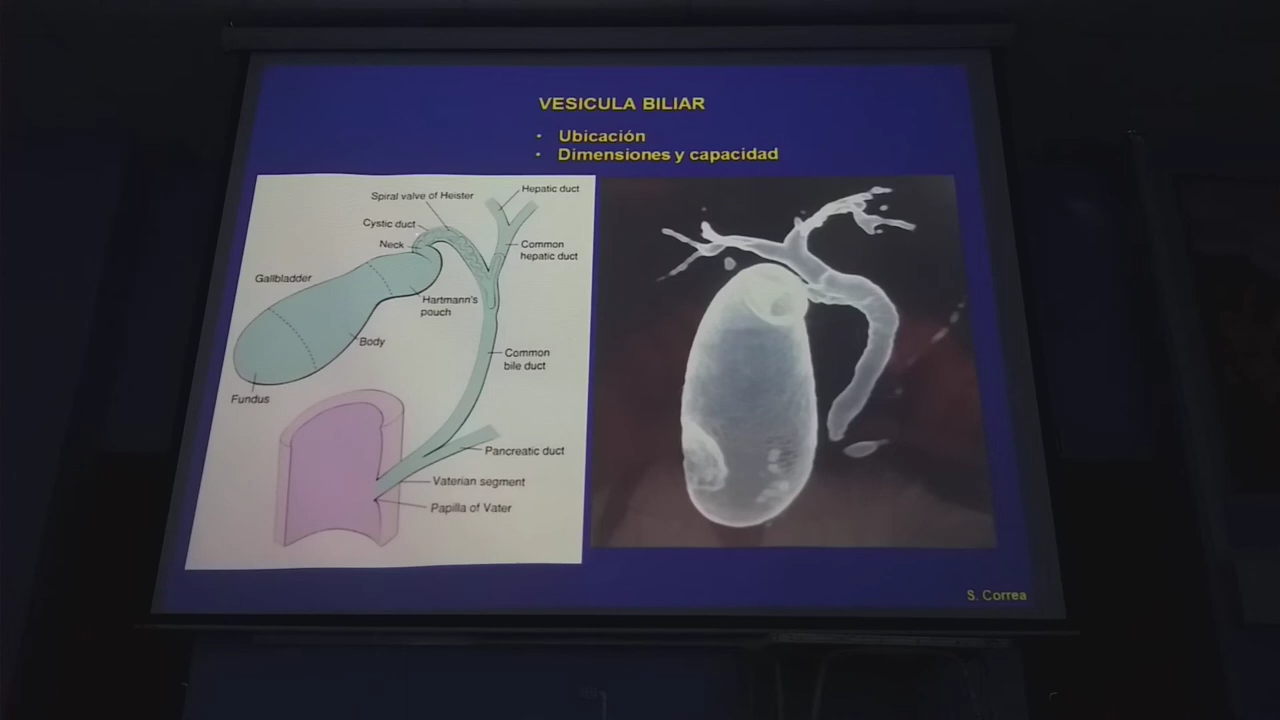 VESICULA BILIAR
• Ubicación
• Dimensiones y capacidad
Hepatic duct
Spiral valve of Heister
Cystic duct
Neck
Common
hepatic duct
Gallbladder
Hartmann's
pouch
Body
Common
bile duct
Fundus
Pancreatic duct
Vaterian segment
Papilla of Vater
S. Correa